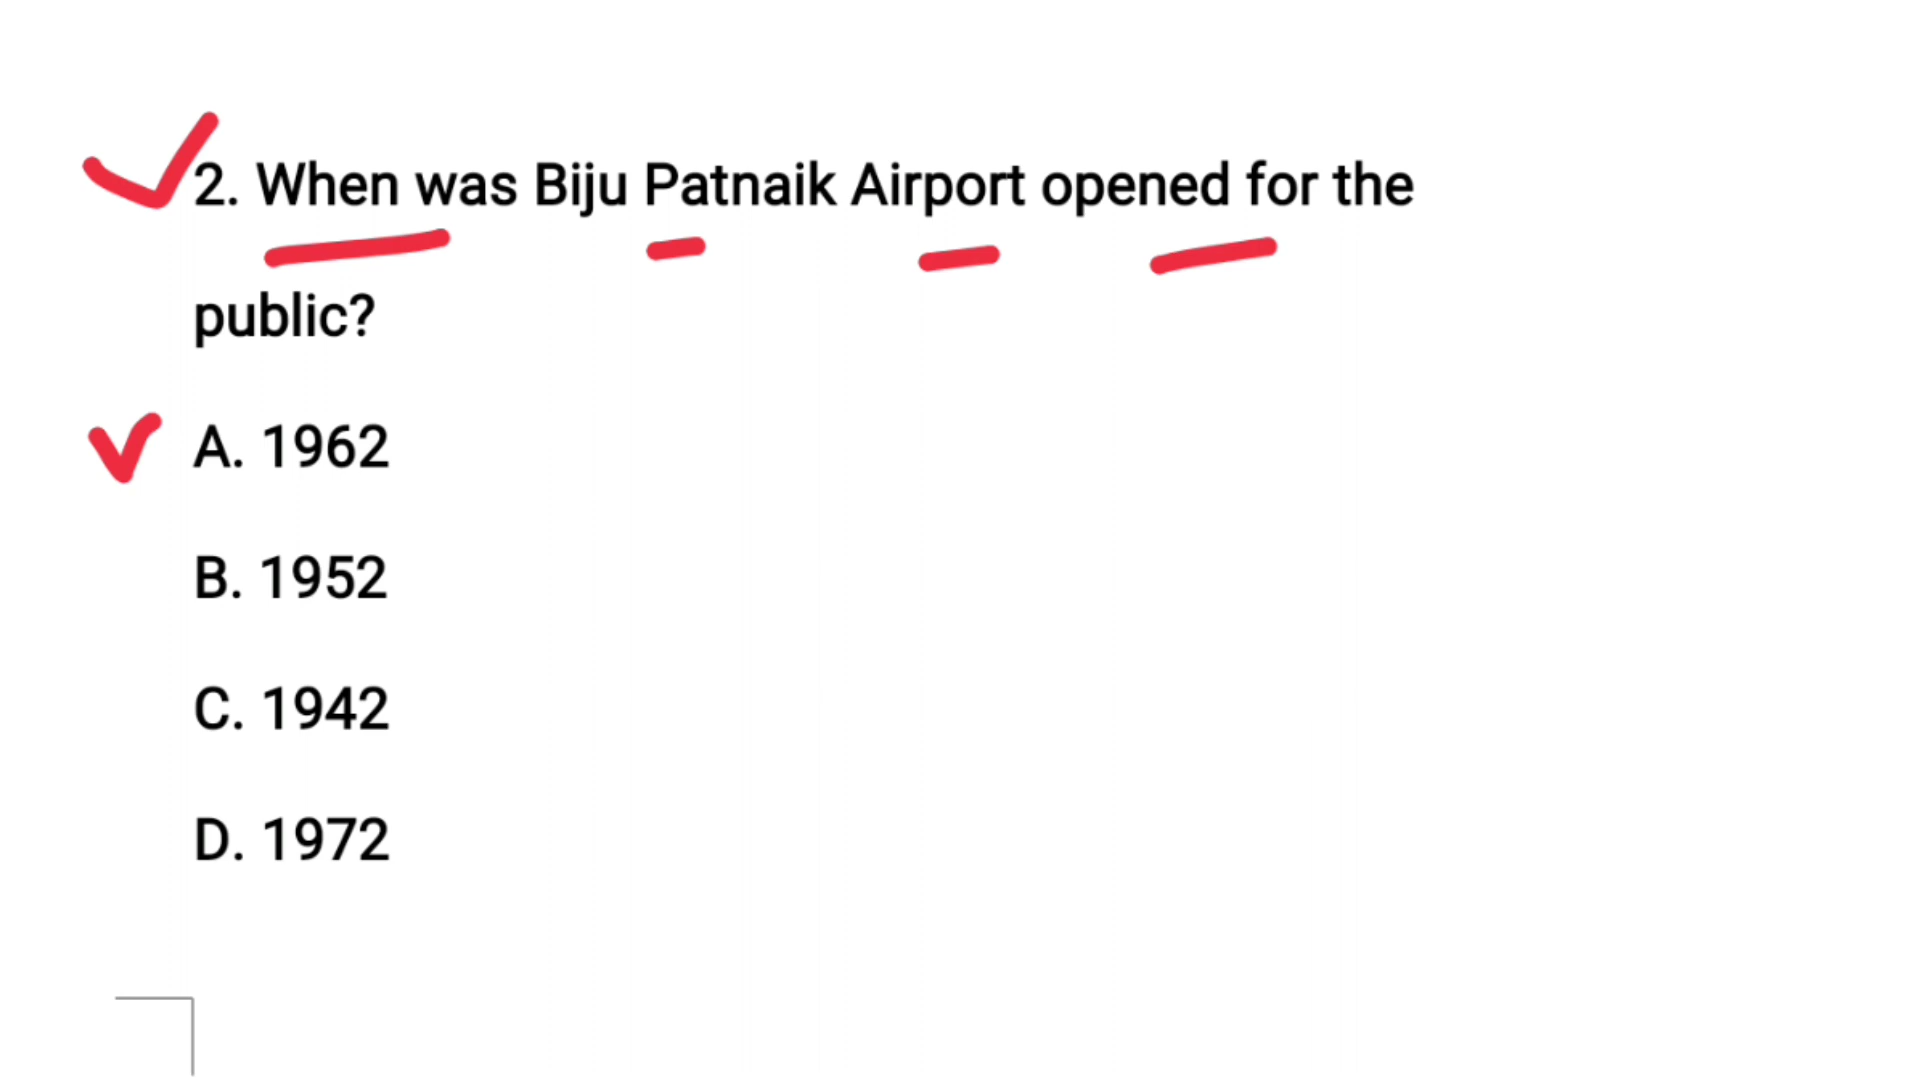 2. When was Biju Patnaik Airport opened for the
public?
A. 1962
B. 1952
C. 1942
D. 1972